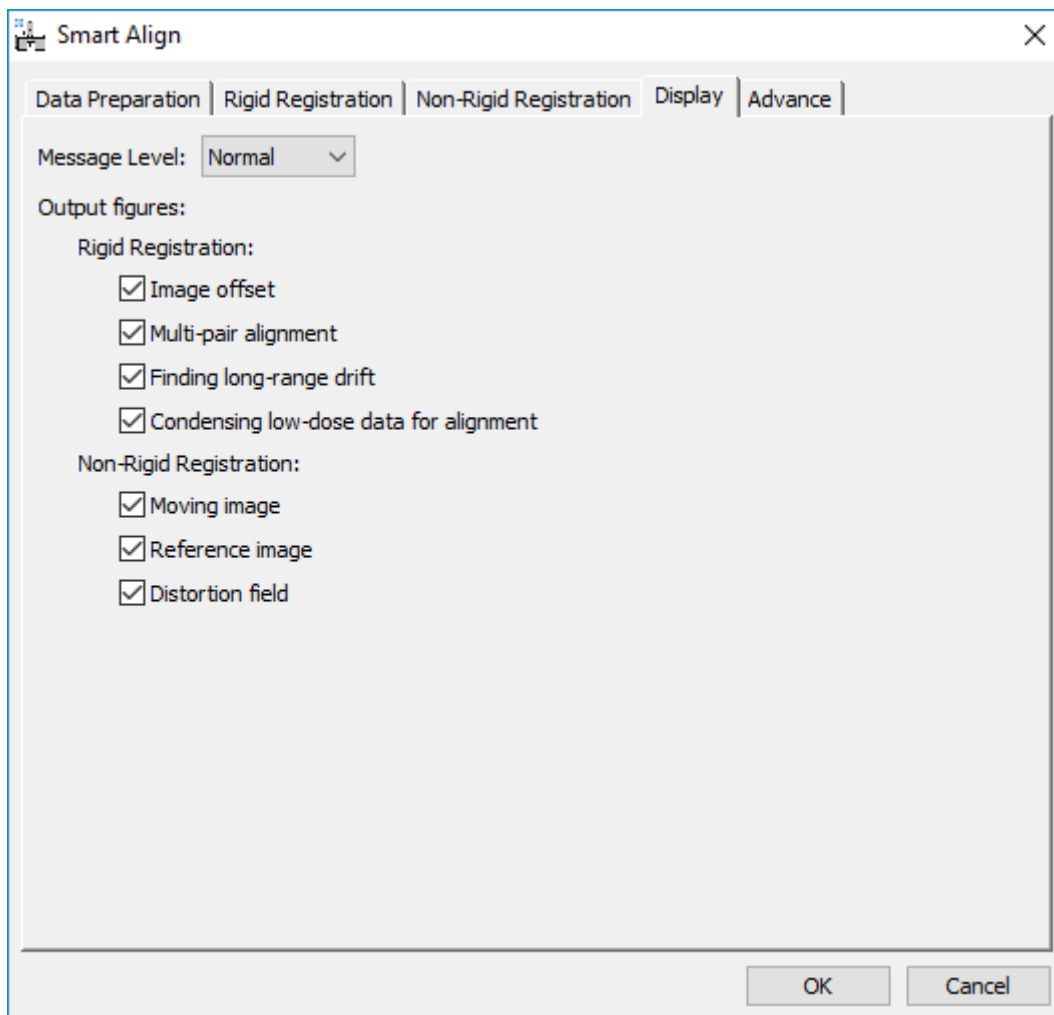 Smart Align
Data Preparation Rigid Registration Non-Rigid Registration Display Advance
Message Level: Normal
Output figures:
Rigid Registration:
Image offset
Multi-pair alignment
Finding long-range drift
Condensing low-dose data for alignment
Non-Rigid Registration:
Moving image
Reference image
Distortion field
OK Cancel